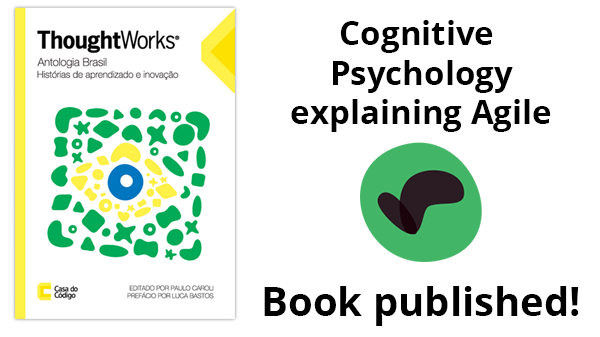 ThoughtWorks®
Antologia Brasil
Histórias de aprendizado e inovação
Casa do
Código
EDITADO POR PAULO CAROLI
PREFÁCIO POR LUCA BASTOS
Cognitive
Psychology
explaining Agile
Book published!